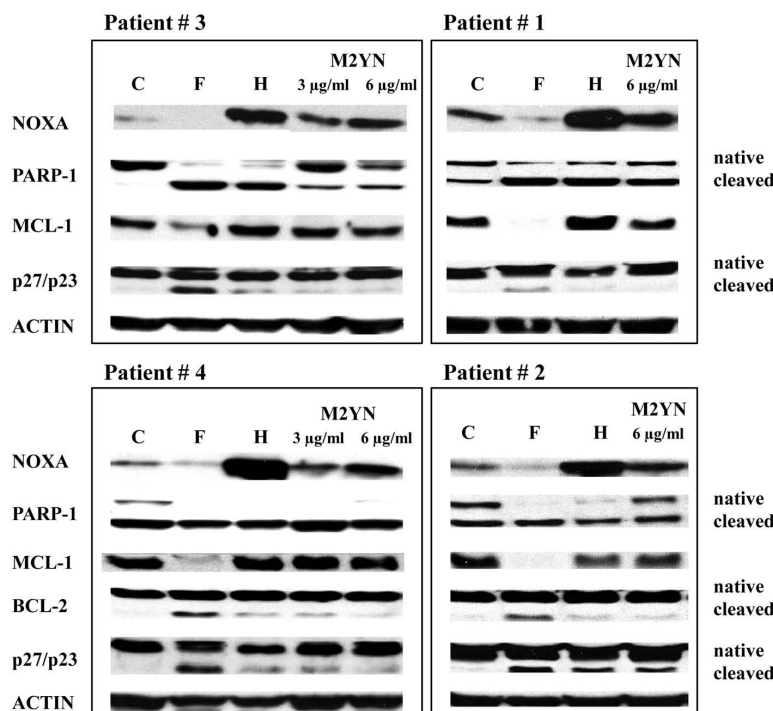 Patient # 3
M2YN
C F H 3 µg/ml 6 µg/ml
NOXA
PARP-1
MCL-1
p27/p23
ACTIN
Patient # 1
M2YN
C F H 6 µg/ml
native
cleaved
native
cleaved
Patient # 4
M2YN
C F H 3 µg/ml 6 µg/ml
NOXA
PARP-1
MCL-1
BCL-2
p27/p23
ACTIN
Patient # 2
M2YN
C F H 6 µg/ml
native
cleaved
native
cleaved
native
cleaved